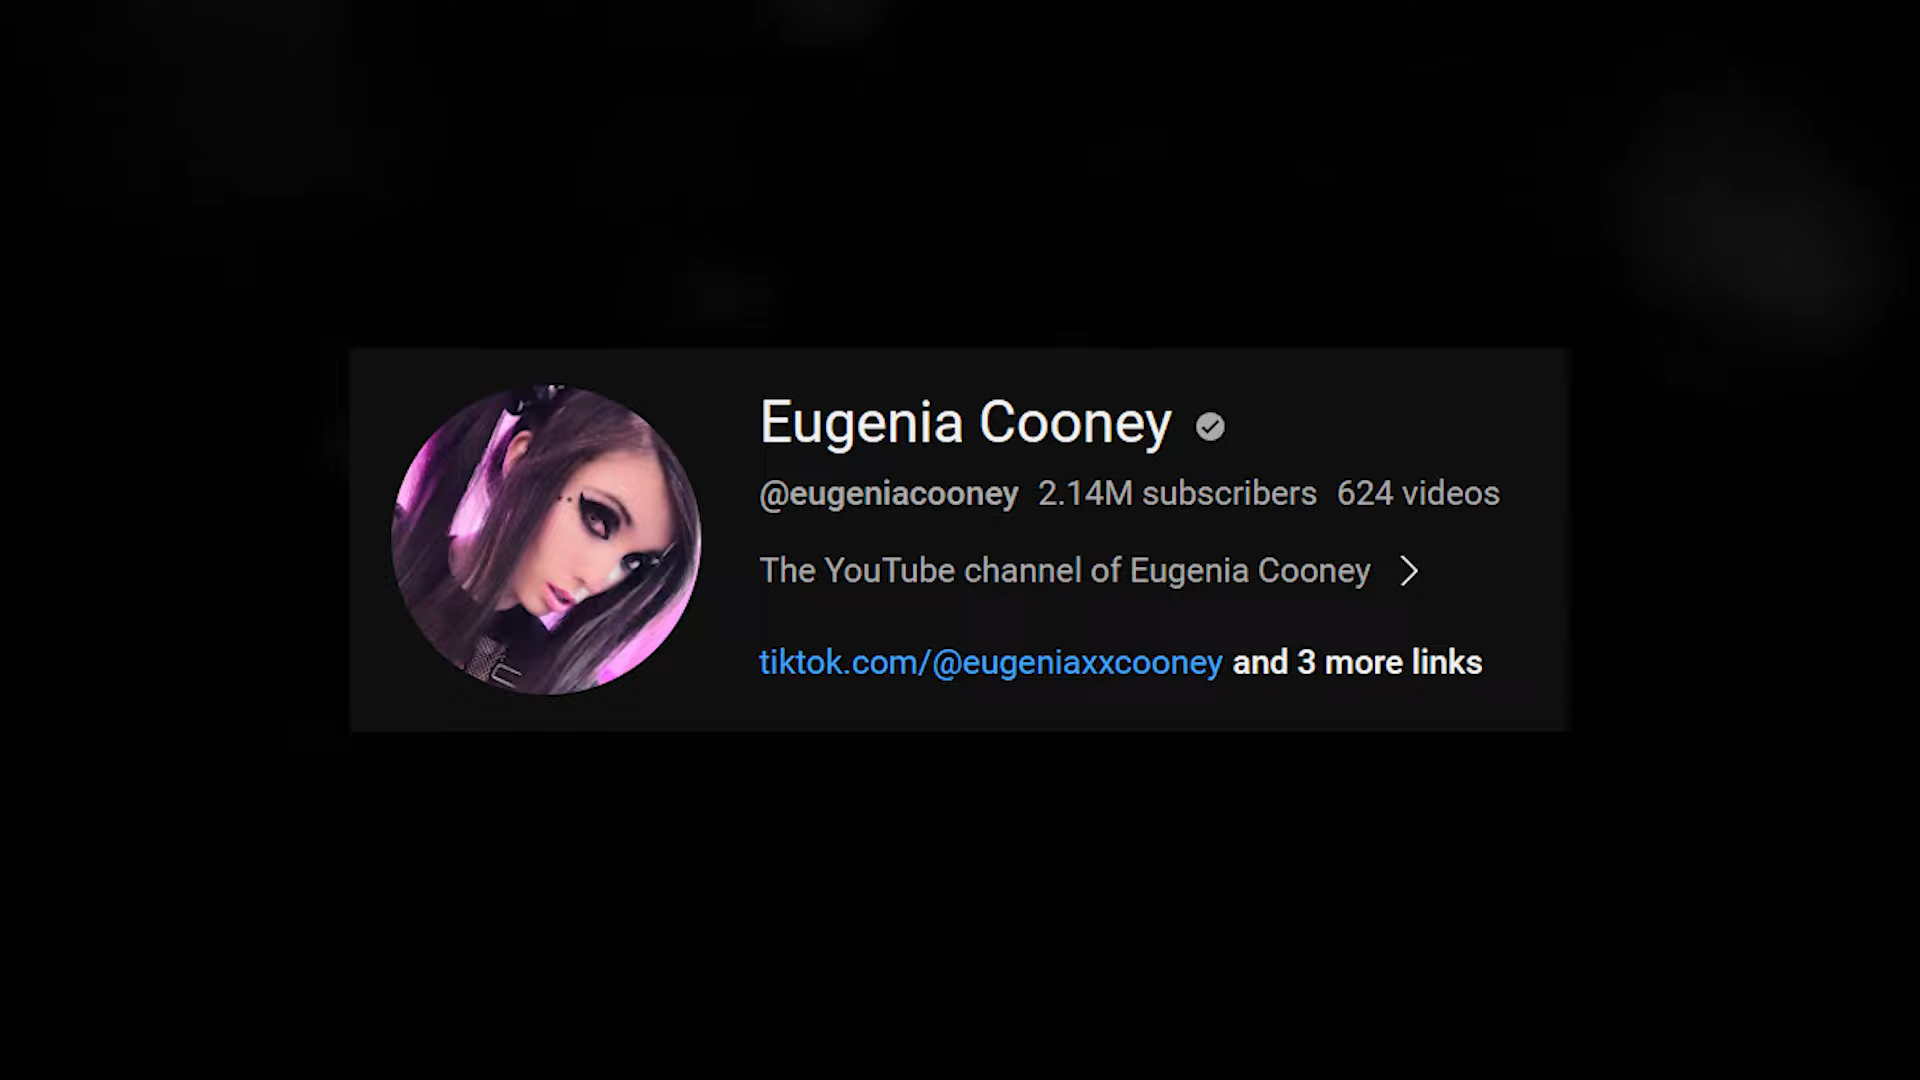 Eugenia Cooney
@eugeniacooney 2.14M subscribers 624 videos
The YouTube channel of Eugenia Cooney
tiktok.com/@eugeniaxxcooney and 3 more links